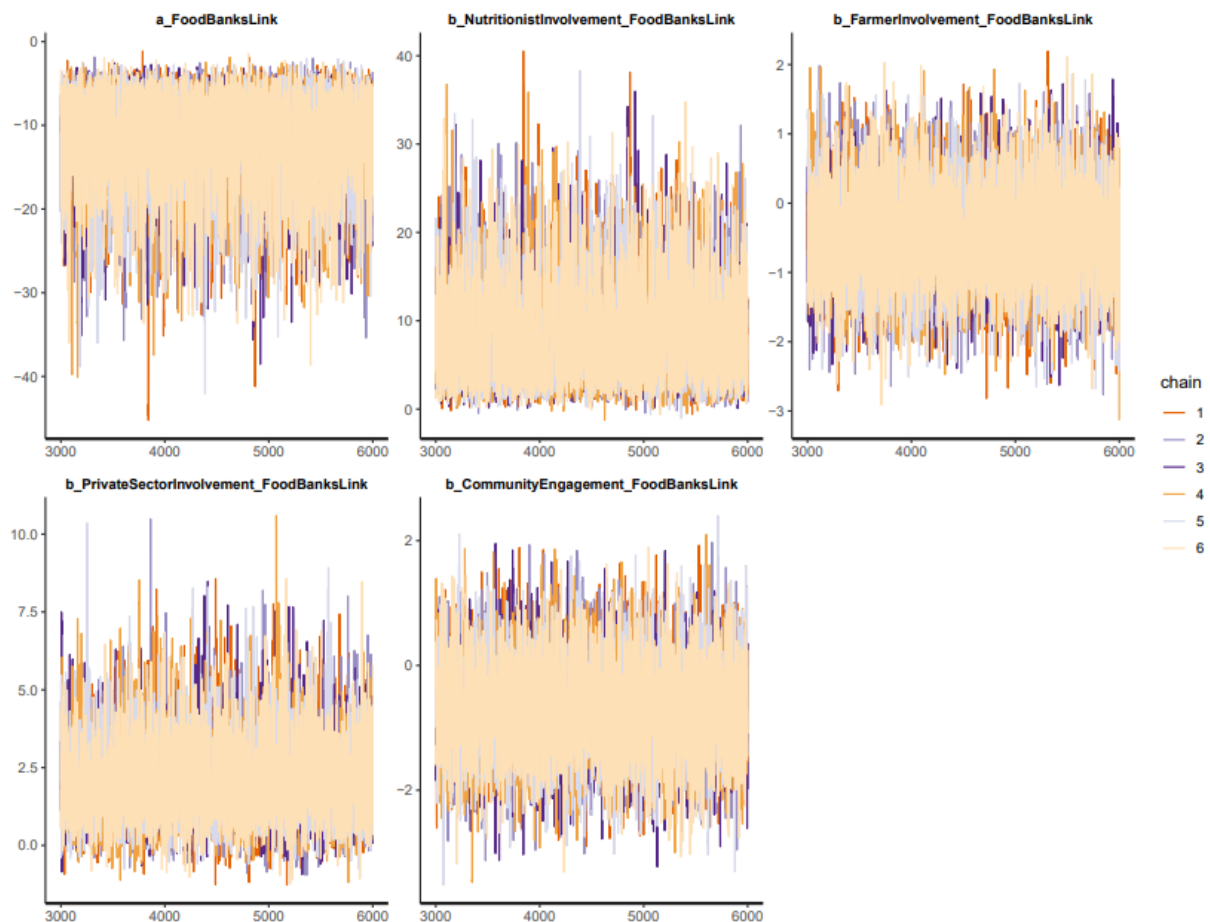 a_FoodBanksLink
b_NutritionistInvolvement_FoodBanksLink
b_FarmerInvolvement_FoodBanksLink
0
−10
−20
−30
−40
40
30
20
10
0
2
1
0
−1
−2
−3
3000 4000 5000 6000
3000 4000 5000 6000
3000 4000 5000 6000
chain
1
2
3
4
5
6
b_PrivateSectorInvolvement_FoodBanksLink
b_CommunityEngagement_FoodBanksLink
10.0
7.5
5.0
2.5
0.0
2
0
−2
3000 4000 5000 6000
3000 4000 5000 6000